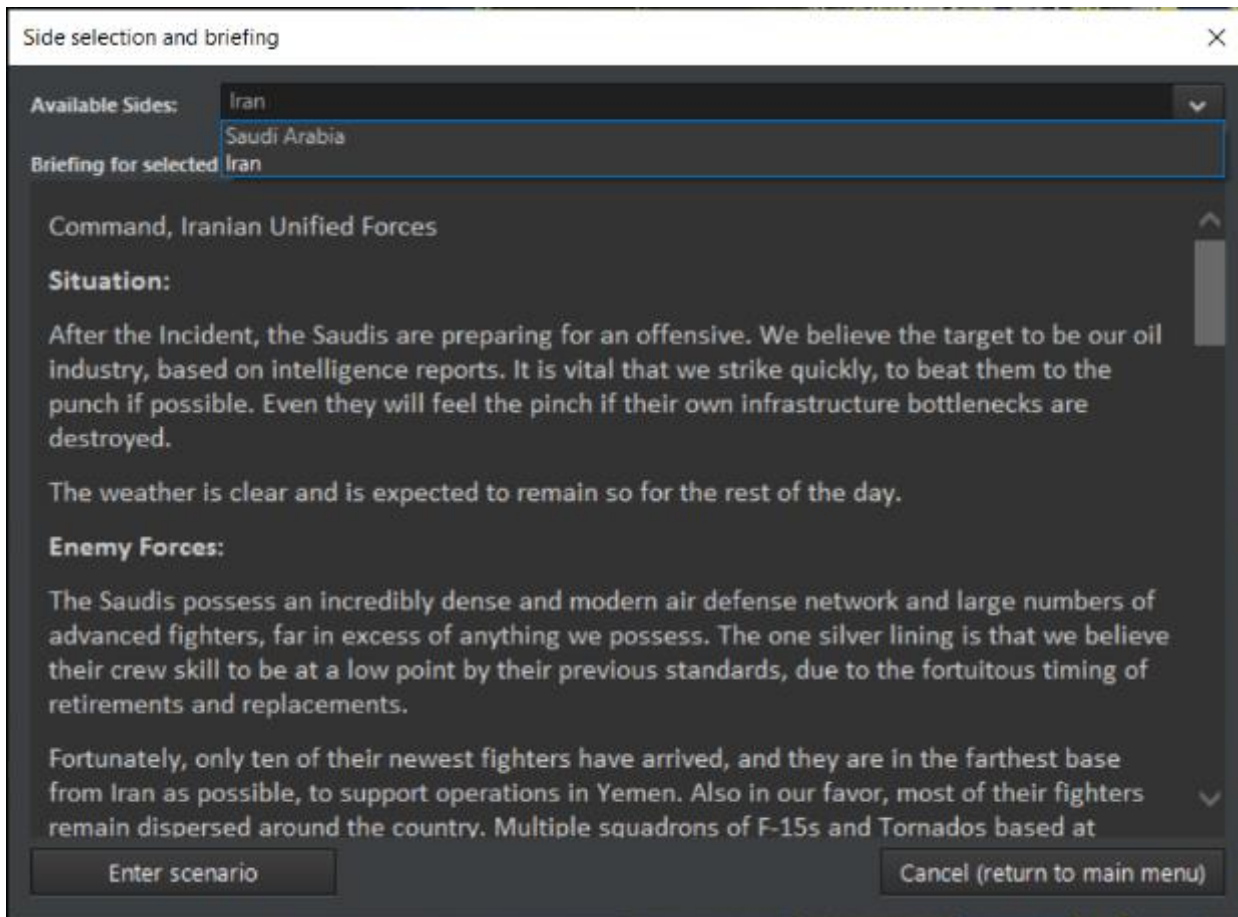 Side selection and briefing
Available Sides:
Iran
Saudi Arabia
Briefing for selected
Iran
Command, Iranian Unified Forces
Situation:
After the Incident, the Saudis are preparing for an offensive. We believe the target to be our oil
industry, based on intelligence reports. It is vital that we strike quickly, to beat them to the
punch if possible. Even they will feel the pinch if their own infrastructure bottlenecks are
destroyed.
The weather is clear and is expected to remain so for the rest of the day.
Enemy Forces:
The Saudis possess an incredibly dense and modern air defense network and large numbers of
advanced fighters, far in excess of anything we possess. The one silver lining is that we believe
their crew skill to be at a low point by their previous standards, due to the fortuitous timing of
retirements and replacements.
Fortunately, only ten of their newest fighters have arrived, and they are in the farthest base
from Iran as possible, to support operations in Yemen. Also in our favor, most of their fighters
remain dispersed around the country. Multiple squadrons of F-15s and Tornados based at
Enter scenario
Cancel (return to main menu)